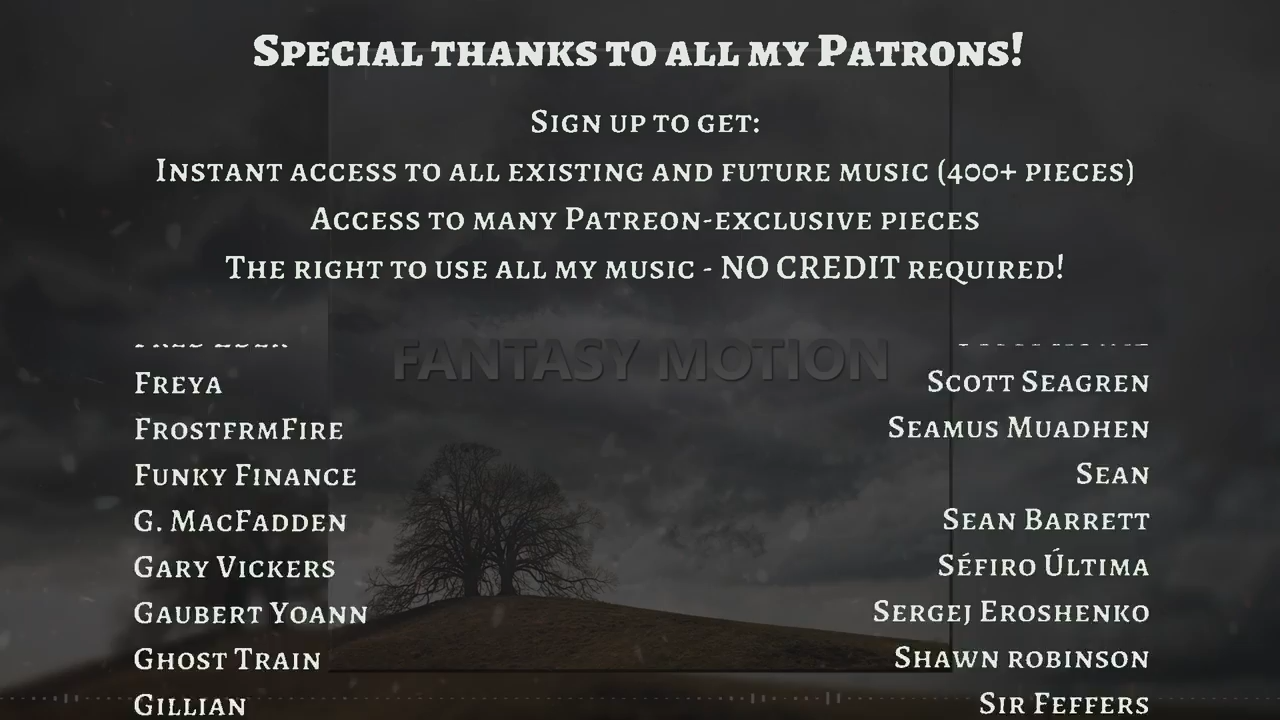 Special thanks to all my Patrons!
Sign up to get:
Instant access to all existing and future music (400+ pieces)
Access to many Patreon-exclusive pieces
The right to use all my music - NO CREDIT required!
FANTASY MOTION
Freya
FrostfrmFire
Funky Finance
G. MacFadden
Gary Vickers
Gaubert Yoann
Ghost Train
Gillian
Scott Seagren
Seamus Muadhen
Sean
Sean Barrett
Séfiro Última
Sergej Eroshenko
Shawn robinson
Sir Feffers